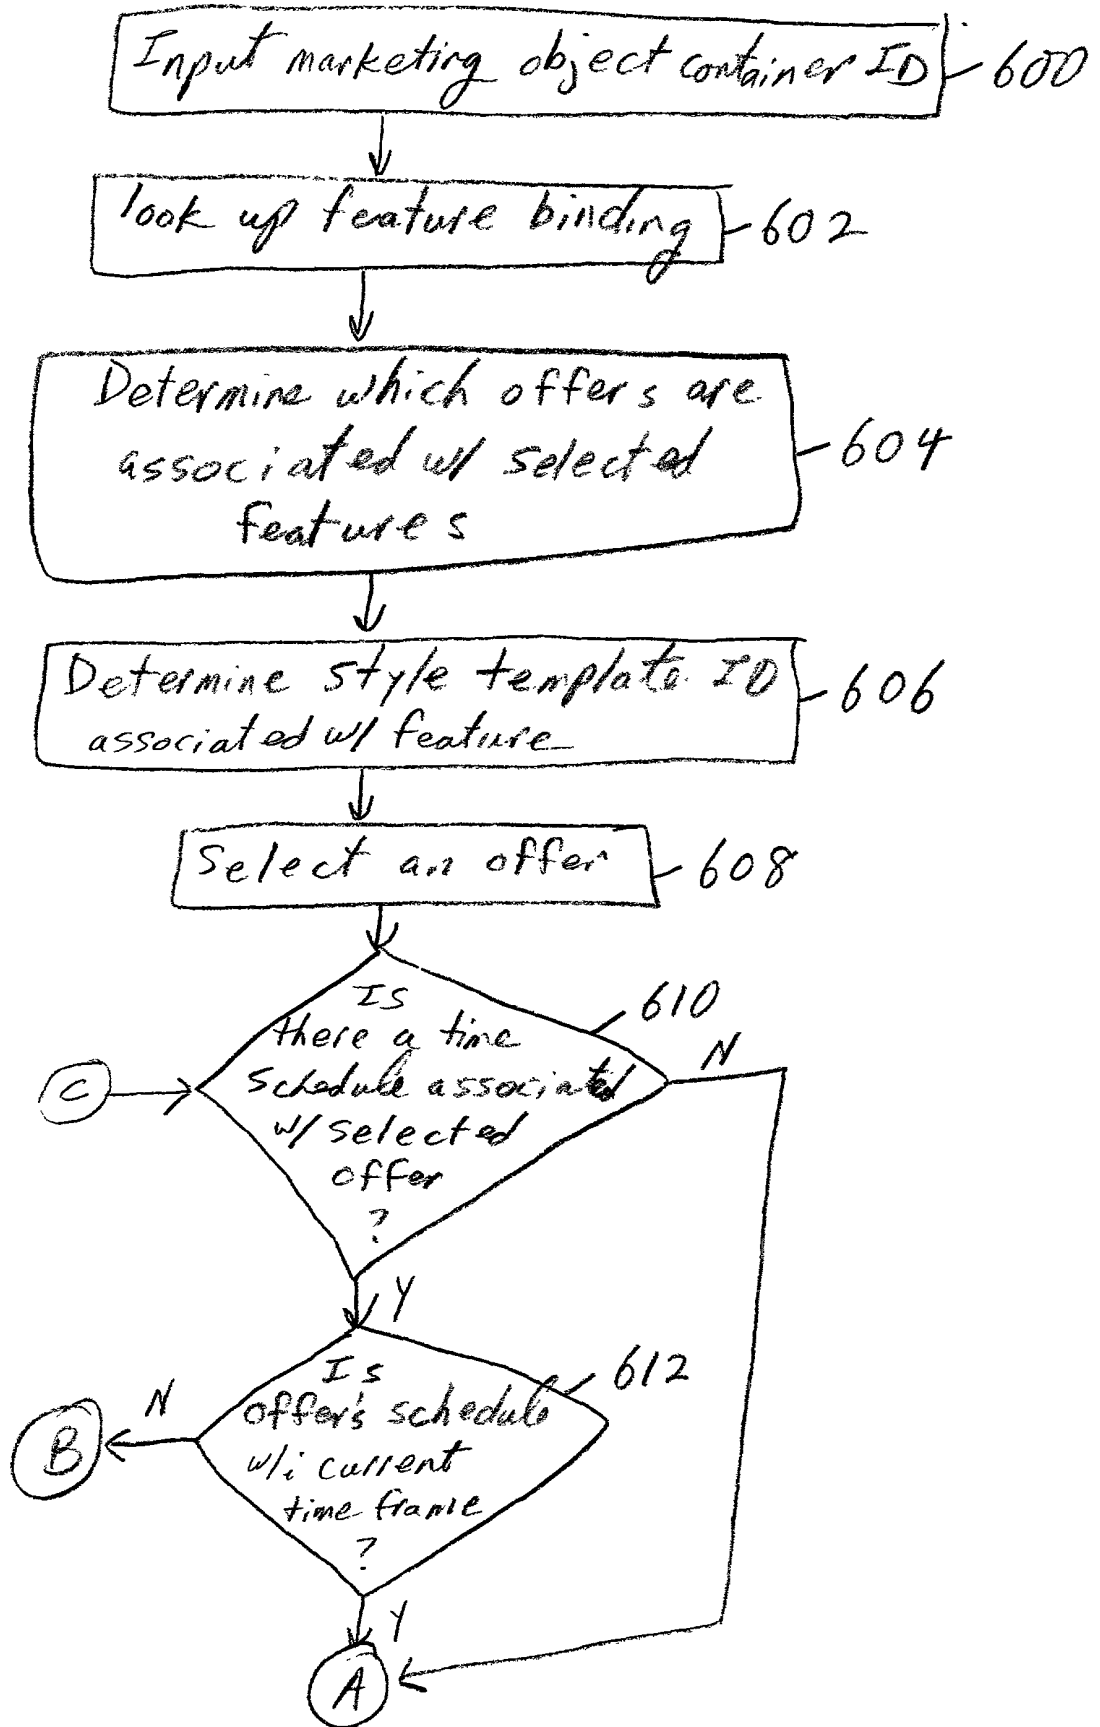 Input marketing object container ID 600
look up feature binding 602
Determine which offers are
associated w/ selected
features
604
Determine style template ID
associated w/ feature
606
Select an offer 608
Is
there a time
schedule associated
w/ selected
offer
?
610
N
C
Y
Is
offer's schedule
w/i current
time frame
?
612
N
B
Y
A